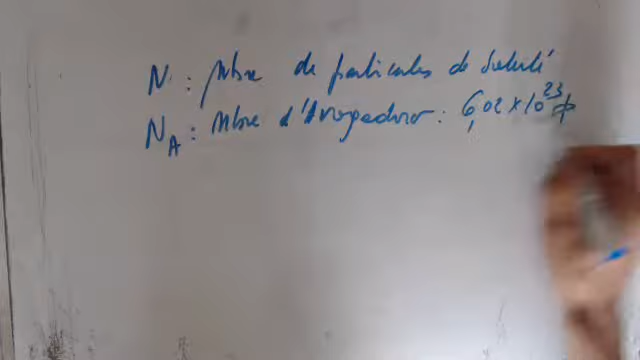 N : Nbre de particules de soluté
N_A : Nbre d'Avogadro : 6,02 x 10^23